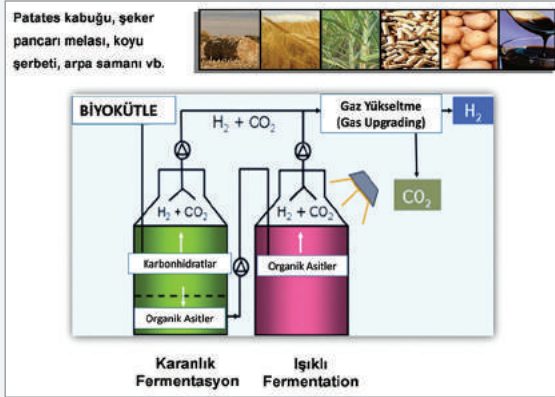 Patates kabuğu, şeker
pancarı melası, koyu
şerbeti, arpa samanı vb.
BİYOKÜTLE
H₂ + CO₂
Gaz Yükseltme
(Gas Upgrading)
H₂
CO₂
H₂ + CO₂
H₂ + CO₂
Karbonhidratlar
Organik Asitler
Organik Asitler
Karanlık
Fermentasyon
Işıklı
Fermentation